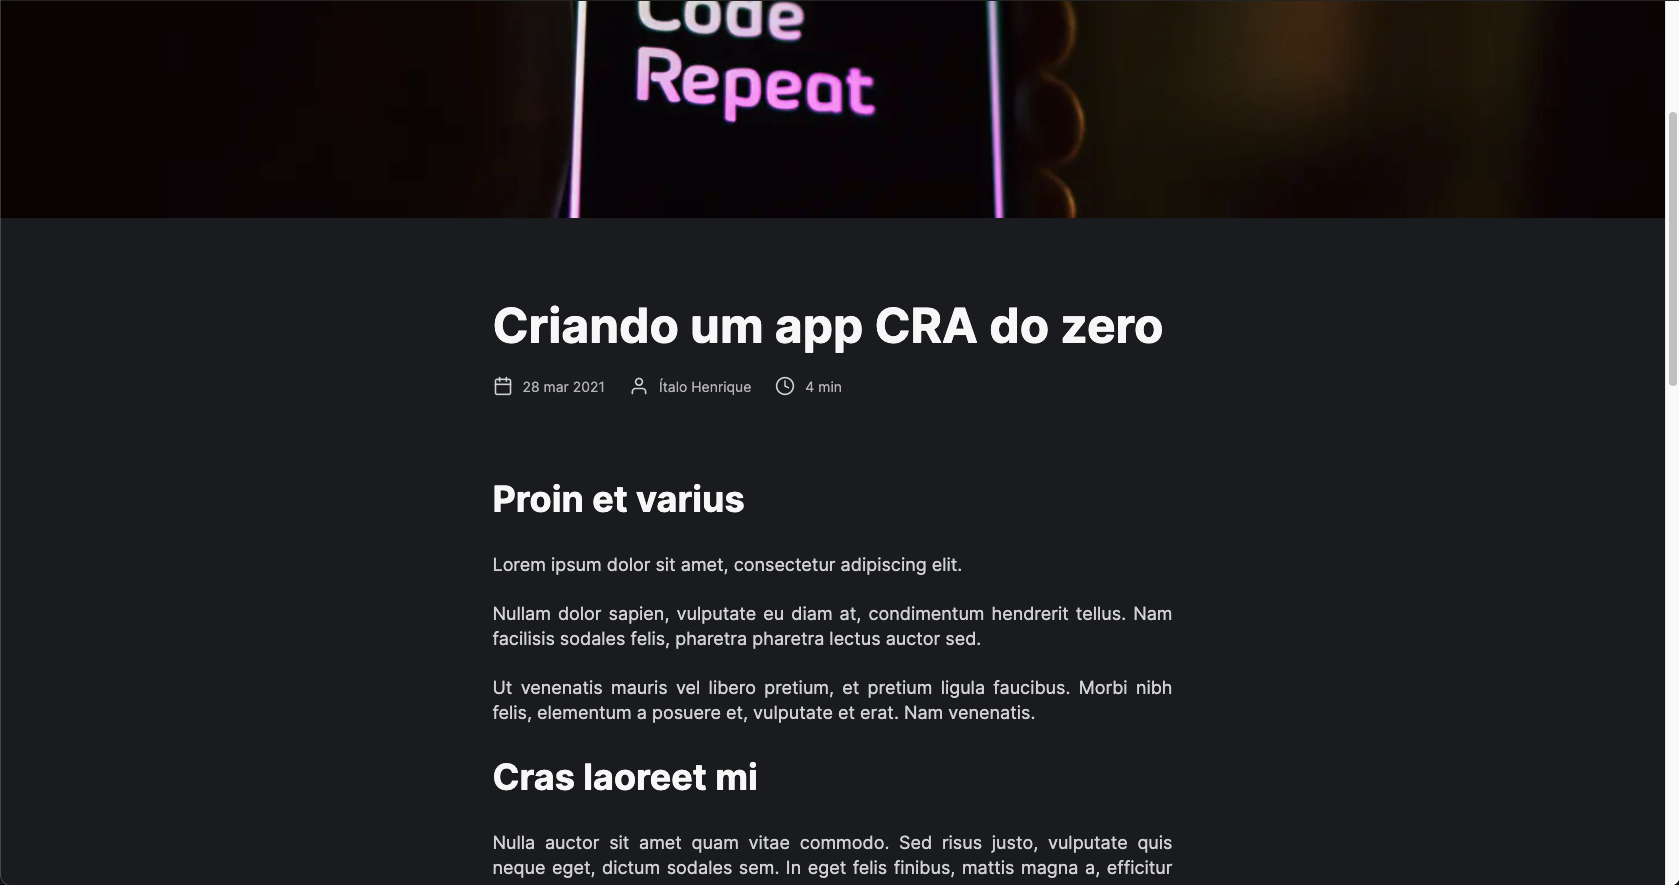 Code
Repeat
Criando um app CRA do zero
28 mar 2021 Ítalo Henrique 4 min
Proin et varius
Lorem ipsum dolor sit amet, consectetur adipiscing elit.
Nullam dolor sapien, vulputate eu diam at, condimentum hendrerit tellus. Nam
facilisis sodales felis, pharetra pharetra lectus auctor sed.
Ut venenatis mauris vel libero pretium, et pretium ligula faucibus. Morbi nibh
felis, elementum a posuere et, vulputate et erat. Nam venenatis.
Cras laoreet mi
Nulla auctor sit amet quam vitae commodo. Sed risus justo, vulputate quis
neque eget, dictum sodales sem. In eget felis finibus, mattis magna a, efficitur